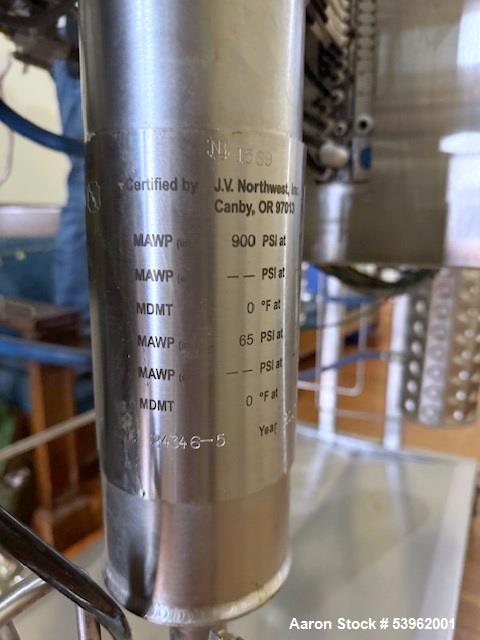 1569
Certified by J.V. Northwest, Inc.
Canby, OR 97013
MAWP 900 PSI at
MAWP -- PSI at
MDMT 0 °F at
MAWP 65 PSI at
MAWP -- PSI at
MDMT 0 °F at
Year
24346-5
Aaron Stock # 53962001